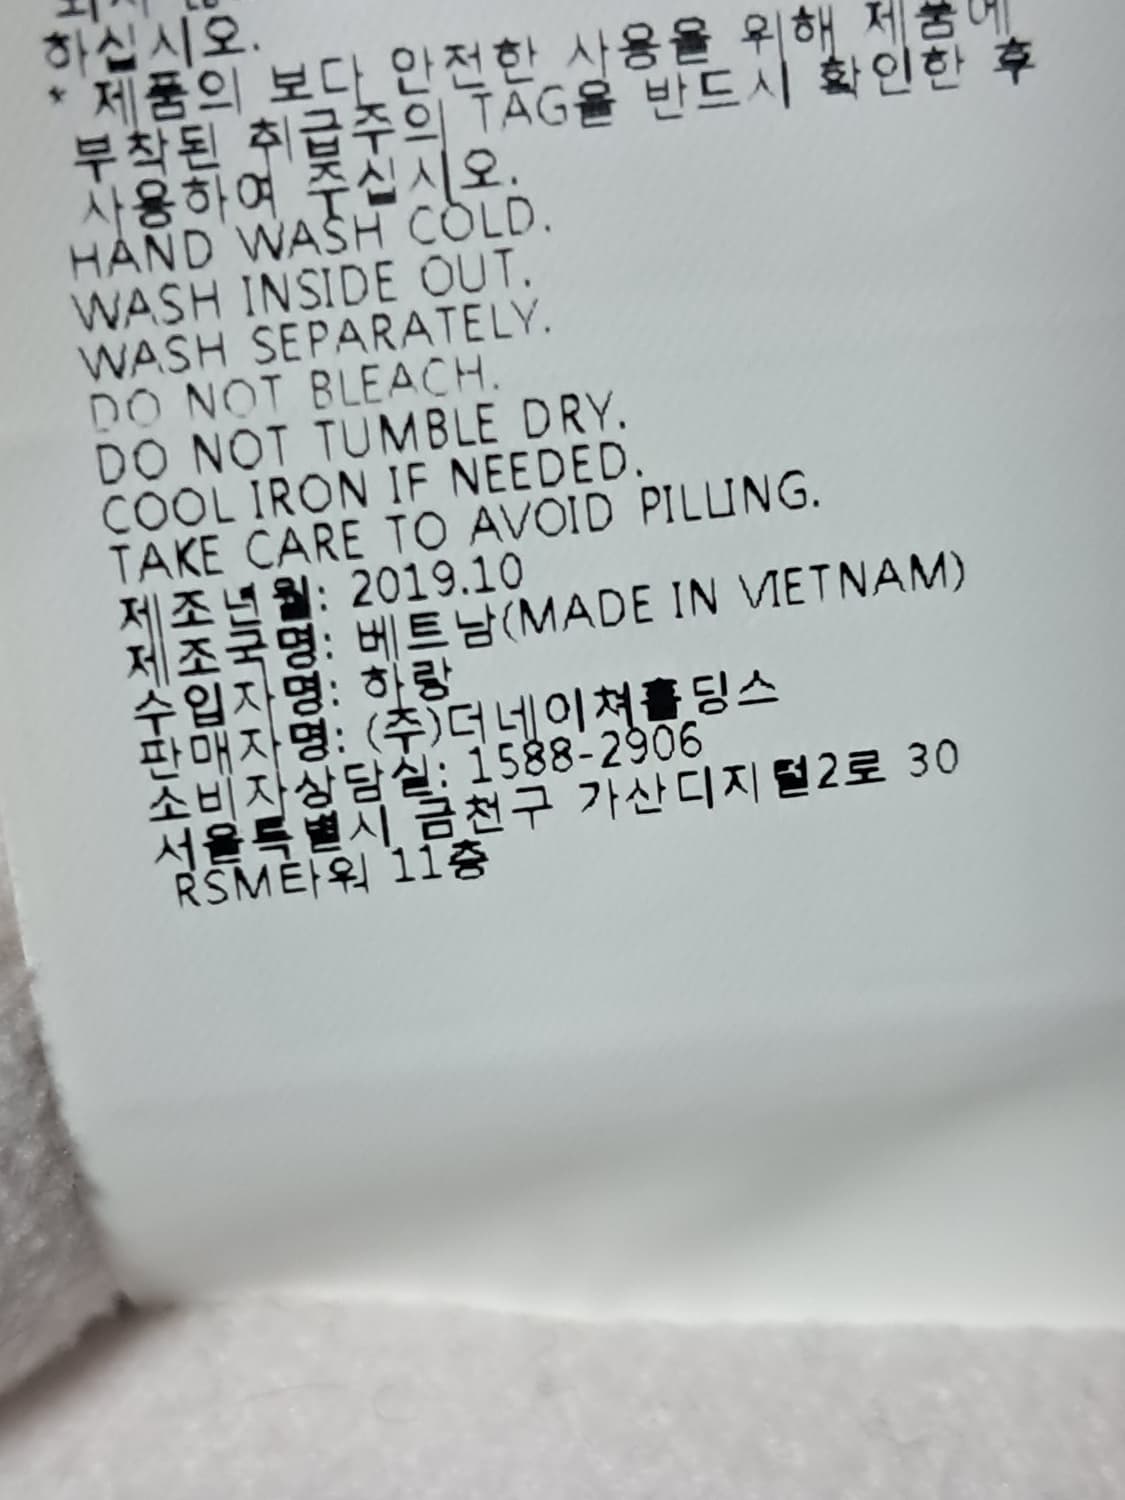 하십시오.
* 제품의 보다 안전한 사용을 위해 제품에
부착된 취급주의 TAG을 반드시 확인한 후
사용하여 주십시오.
HAND WASH COLD.
WASH INSIDE OUT.
WASH SEPARATELY.
DO NOT BLEACH.
DO NOT TUMBLE DRY.
COOL IRON IF NEEDED.
TAKE CARE TO AVOID PILLING.
제조년월: 2019.10
제조국명: 베트남(MADE IN VIETNAM)
수입자명: 하랑
판매자명: (주)더네이쳐홀딩스
소비자상담실: 1588-2906
서울특별시 금천구 가산디지털2로 30
RSM타워 11층